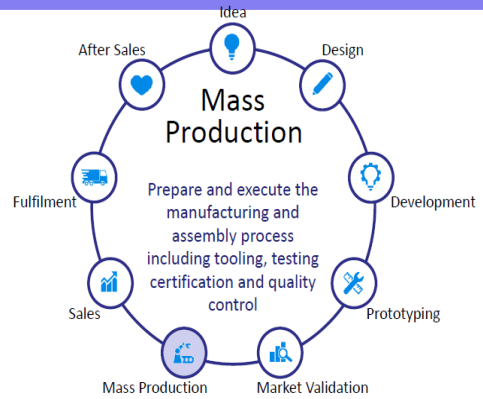 Idea
After Sales
Design
Mass
Production
Fulfilment
Development
Prepare and execute the
manufacturing and
assembly process
including tooling, testing
certification and quality
control
Sales
Prototyping
Mass Production
Market Validation